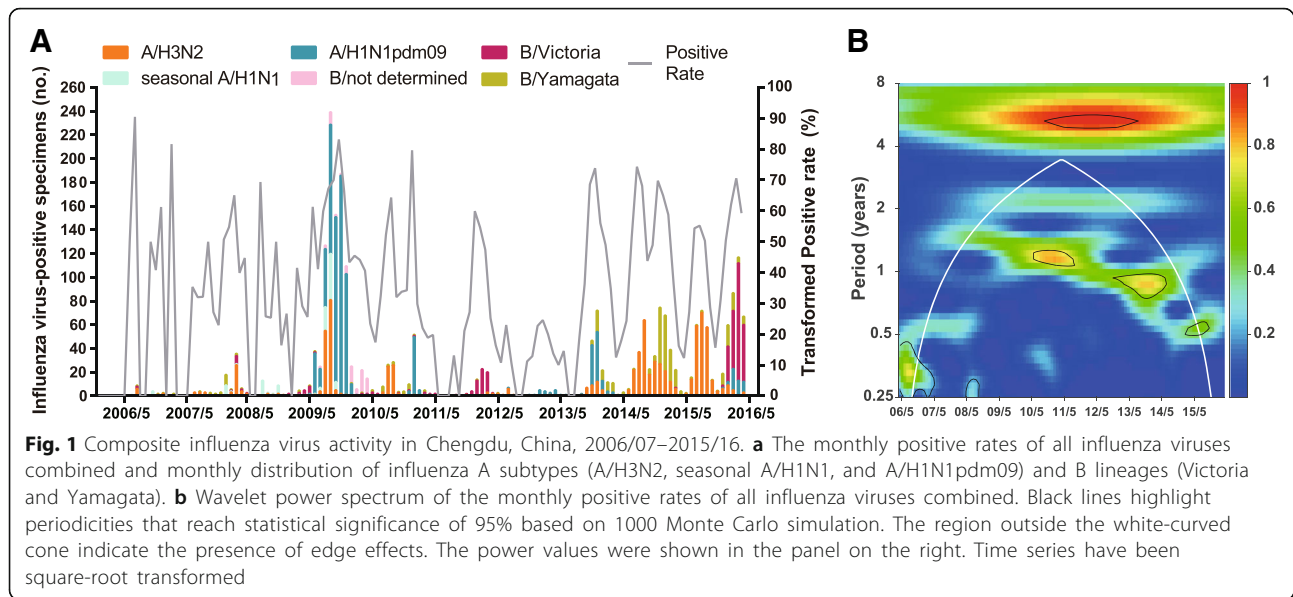 A
B
A/H3N2 A/H1N1pdm09 B/Victoria Positive Rate
seasonal A/H1N1 B/not determined B/Yamagata
Influenza virus-positive specimens (no.)
260
240
220
200
180
160
140
120
100
80
60
40
20
0
100
90
80
70
60
50
40
30
20
10
0
Transformed Positive rate (%)
2006/5 2007/5 2008/5 2009/5 2010/5 2011/5 2012/5 2013/5 2014/5 2015/5 2016/5
Period (years)
8
4
2
1
0.5
0.25
06/5 07/5 08/5 09/5 10/5 11/5 12/5 13/5 14/5 15/5
1
0.8
0.6
0.4
0.2
Fig. 1 Composite influenza virus activity in Chengdu, China, 2006/07–2015/16. a The monthly positive rates of all influenza viruses
combined and monthly distribution of influenza A subtypes (A/H3N2, seasonal A/H1N1, and A/H1N1pdm09) and B lineages (Victoria
and Yamagata). b Wavelet power spectrum of the monthly positive rates of all influenza viruses combined. Black lines highlight
periodicities that reach statistical significance of 95% based on 1000 Monte Carlo simulation. The region outside the white-curved
cone indicate the presence of edge effects. The power values were shown in the panel on the right. Time series have been
square-root transformed